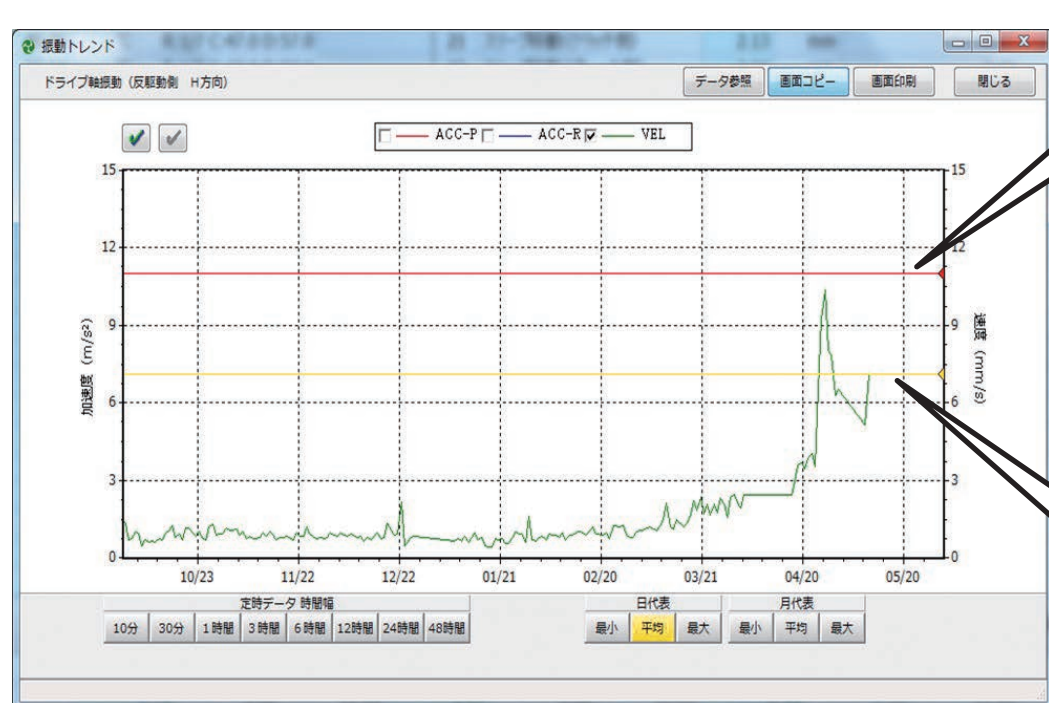 振動トレンド
ドライブ軸振動（反駆動側　H方向） データ参照 画面コピー 画面印刷 閉じる
ACC-P ACC-R VEL
15 15
12 12
9 9
6 6
3 3
0 0
加速度 (m/s²)
速度 (mm/s)
10/23 11/22 12/22 01/21 02/20 03/21 04/20 05/20
定時データ 時間幅 日代表 月代表
10分 30分 1時間 3時間 6時間 12時間 24時間 48時間 最小 平均 最大 最小 平均 最大